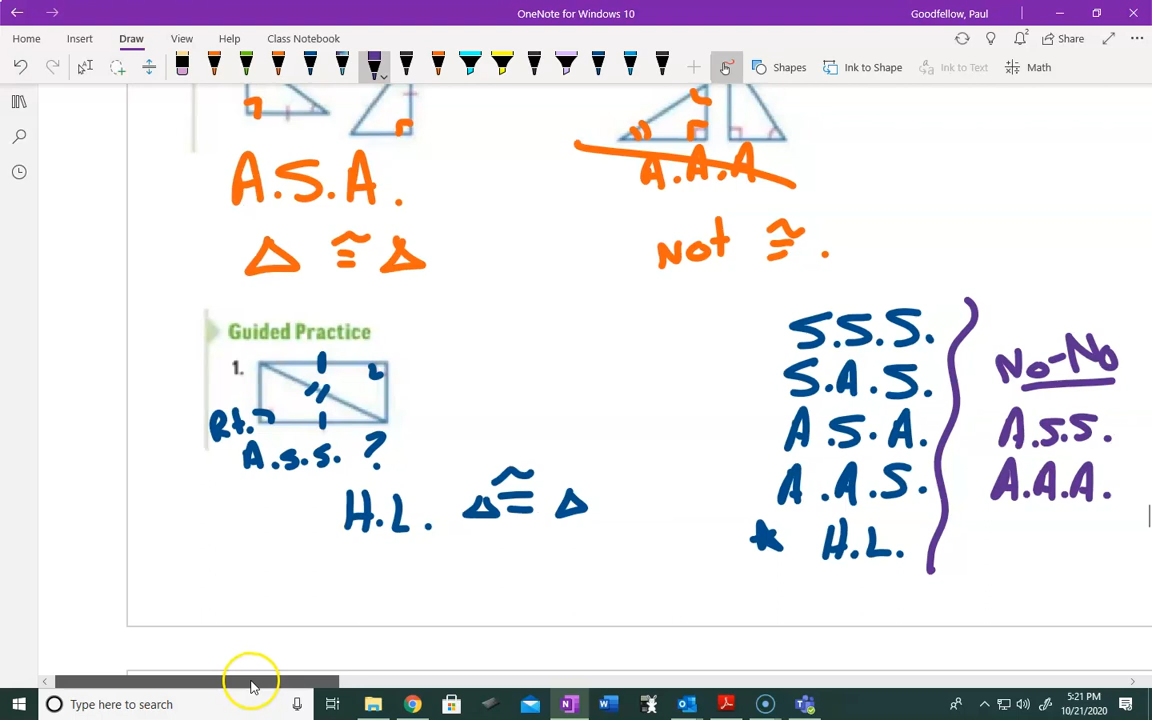 OneNote for Windows 10
Goodfellow, Paul
Home Insert Draw View Help Class Notebook
Share
Shapes Ink to Shape Ink to Text Math
A.S.A.
△ ≅ △
A.A.A
Not ≅ .
Guided Practice
1.
Rt.
A.S.S. ?
H.L. △ ≅ △
S.S.S.
S.A.S.
A.S.A.
A.A.S.
* H.L.
No-No
A.S.S.
A.A.A.
Type here to search
5:21 PM
10/21/2020